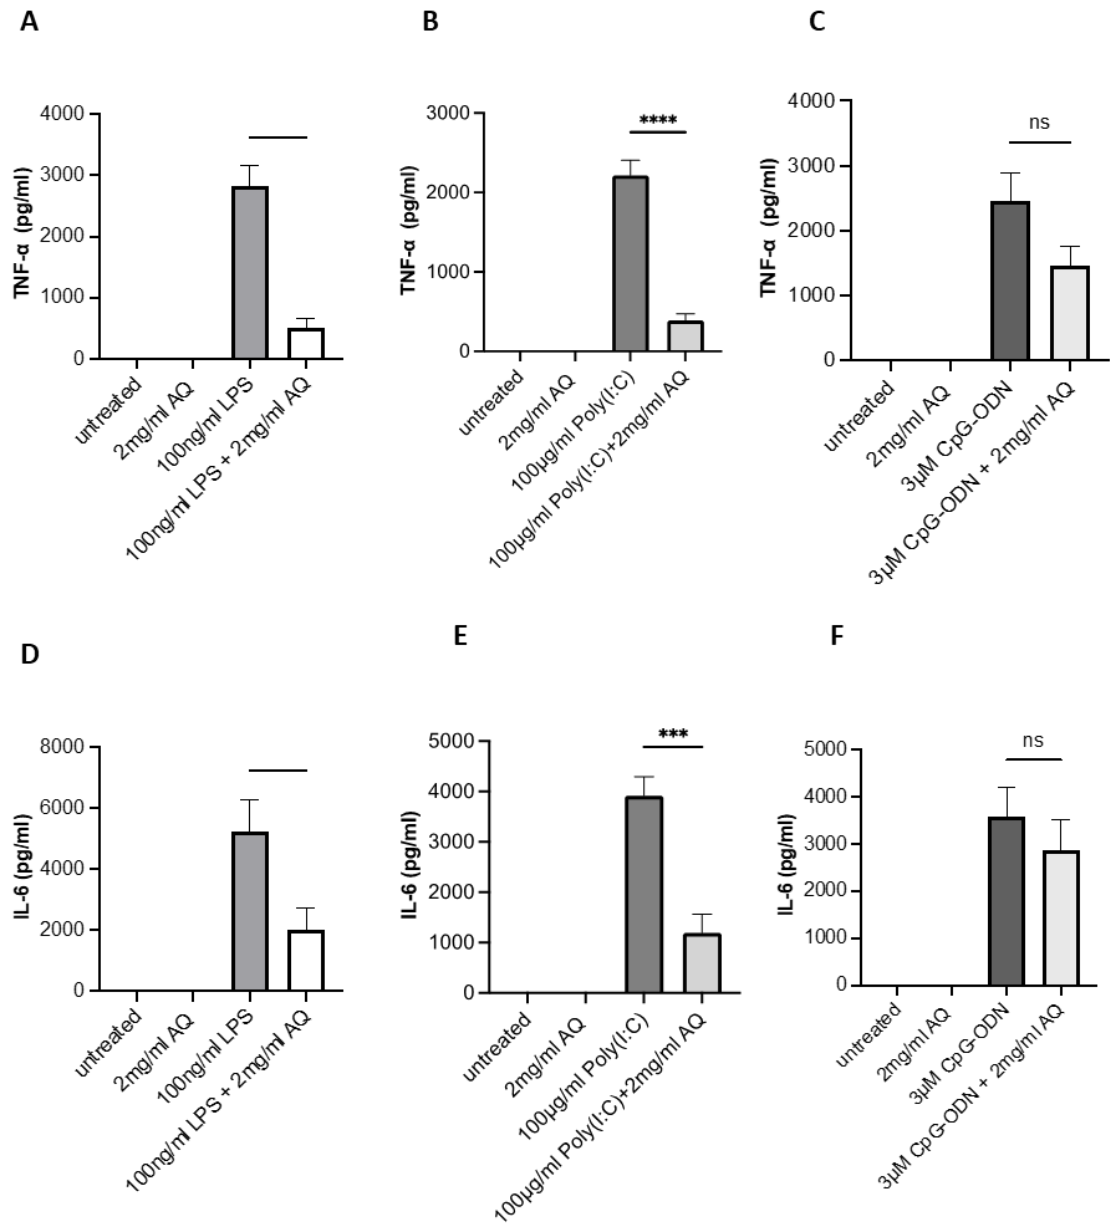 A
B
C
TNF-α (pg/ml)
4000
3000
2000
1000
0
untreated
2mg/ml AQ
100ng/ml LPS
100ng/ml LPS + 2mg/ml AQ
TNF-α (pg/ml)
3000
2000
1000
0
****
untreated
2mg/ml AQ
100µg/ml Poly(I:C)
100µg/ml Poly(I:C)+2mg/ml AQ
TNF-α (pg/ml)
4000
3000
2000
1000
0
ns
untreated
2mg/ml AQ
3µM CpG-ODN
3µM CpG-ODN + 2mg/ml AQ
D
E
F
IL-6 (pg/ml)
8000
6000
4000
2000
0
untreated
2mg/ml AQ
100ng/ml LPS
100ng/ml LPS + 2mg/ml AQ
IL-6 (pg/ml)
5000
4000
3000
2000
1000
0
***
untreated
2mg/ml AQ
100µg/ml Poly(I:C)
100µg/ml Poly(I:C)+2mg/ml AQ
IL-6 (pg/ml)
5000
4000
3000
2000
1000
0
ns
untreated
2mg/ml AQ
3µM CpG-ODN
3µM CpG-ODN + 2mg/ml AQ